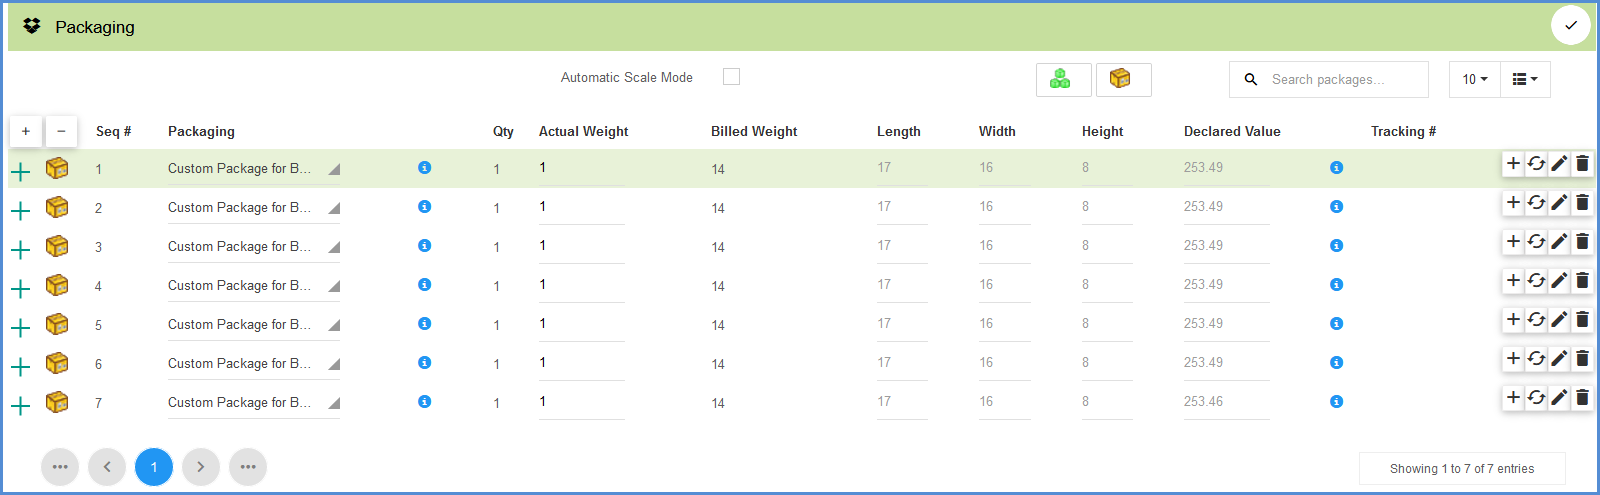 Packaging
Automatic Scale Mode Search packages... 10
+ − Seq # Packaging Qty Actual Weight Billed Weight Length Width Height Declared Value Tracking #
1 Custom Package for B... 1 1 14 17 16 8 253.49
2 Custom Package for B... 1 1 14 17 16 8 253.49
3 Custom Package for B... 1 1 14 17 16 8 253.49
4 Custom Package for B... 1 1 14 17 16 8 253.49
5 Custom Package for B... 1 1 14 17 16 8 253.49
6 Custom Package for B... 1 1 14 17 16 8 253.49
7 Custom Package for B... 1 1 14 17 16 8 253.46
1 Showing 1 to 7 of 7 entries